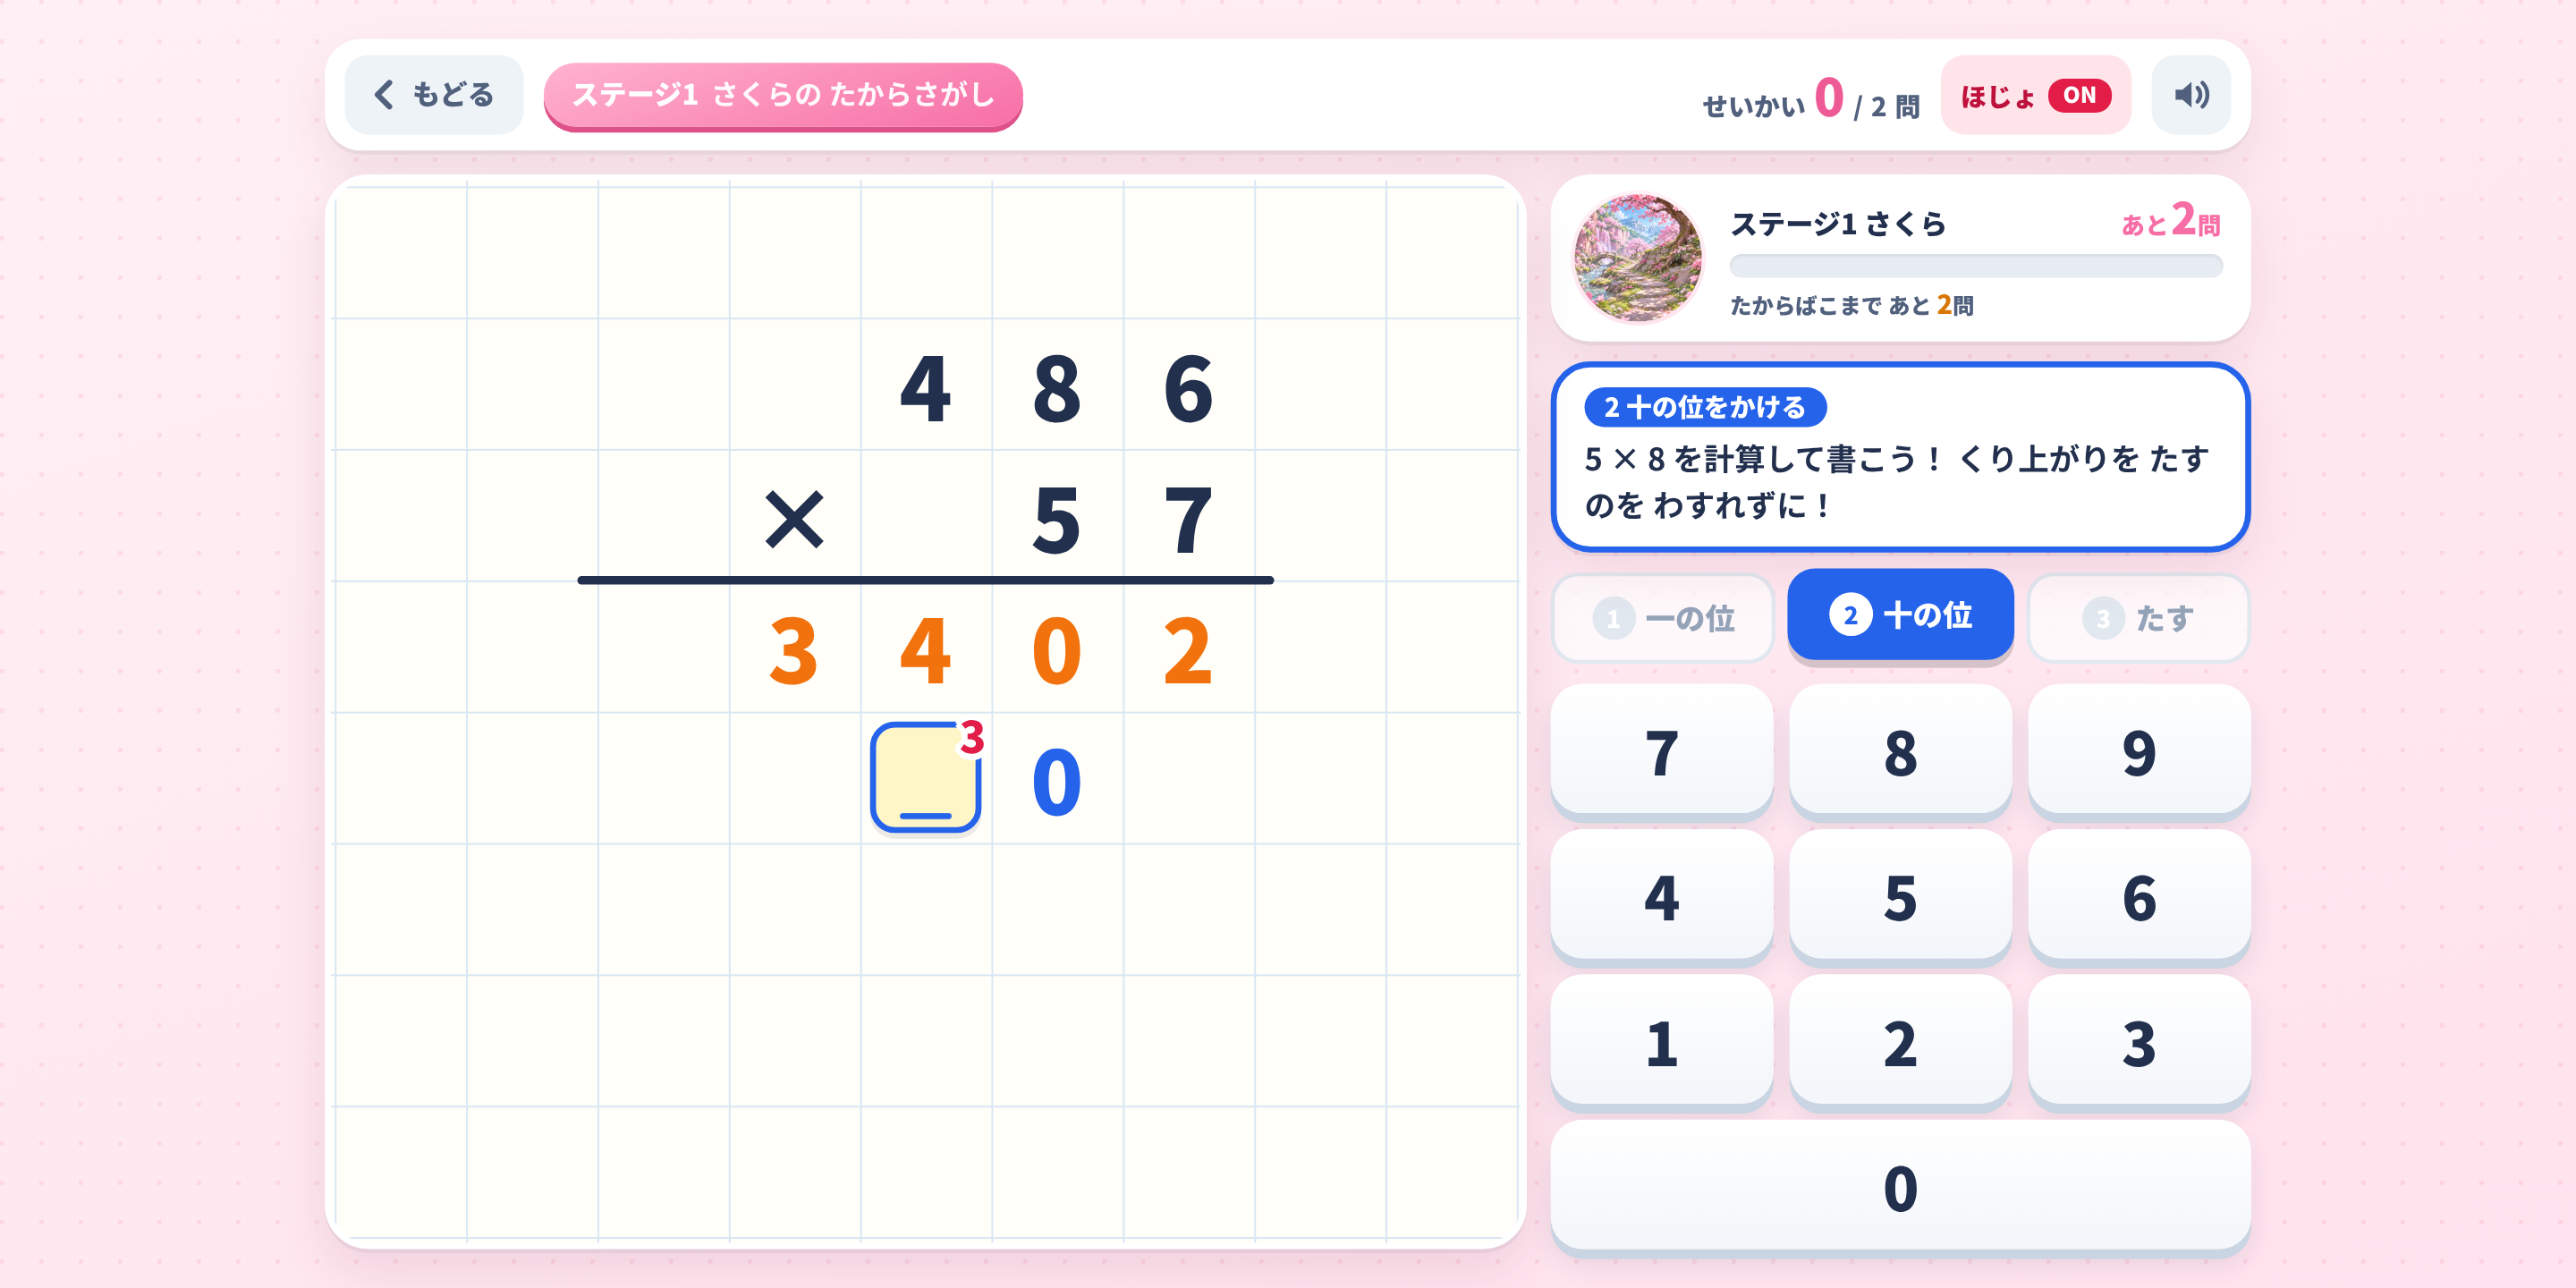 もどる
ステージ1 さくらの たからさがし
せいかい 0 / 2 問
ほじょ ON
4 8 6
× 5 7
3 4 0 2
3
0
ステージ1 さくら
あと2問
たからばこまで あと 2問
2 十の位をかける
5 × 8 を計算して書こう! くり上がりを たす
のを わすれずに!
1 一の位
2 十の位
3 たす
7 8 9
4 5 6
1 2 3
0